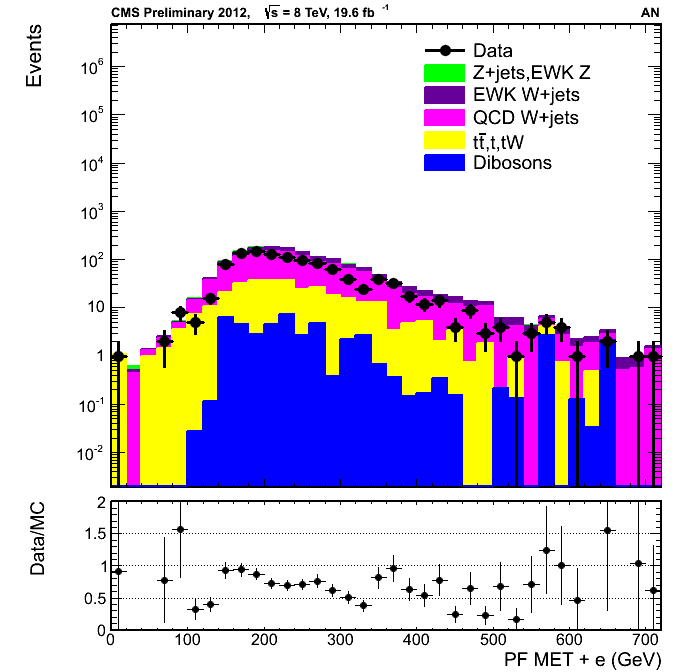 CMS Preliminary 2012, √s = 8 TeV, 19.6 fb⁻¹ AN
Events
Data
Z+jets,EWK Z
EWK W+jets
QCD W+jets
tt̄,t,tW
Dibosons
10⁶
10⁵
10⁴
10³
10²
10
1
10⁻¹
10⁻²
Data/MC
2
1.5
1
0.5
0
0 100 200 300 400 500 600 700
PF MET + e (GeV)